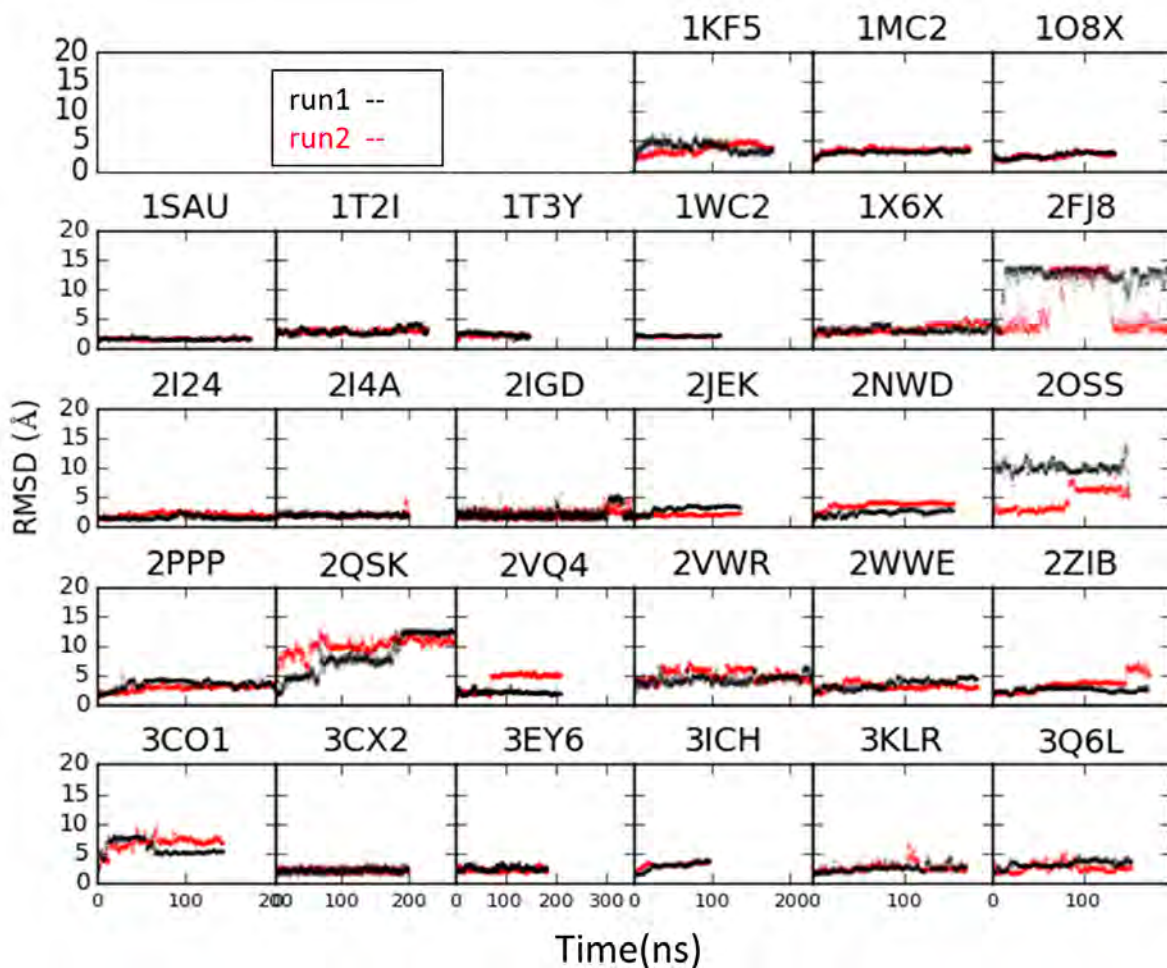 1KF5 1MC2 1O8X
20
15
10
5
0
run1 --
run2 --
1SAU 1T2I 1T3Y 1WC2 1X6X 2FJ8
20
15
10
5
0
2I24 2I4A 2IGD 2JEK 2NWD 2OSS
20
15
10
5
0
RMSD (Å)
2PPP 2QSK 2VQ4 2VWR 2WWE 2ZIB
20
15
10
5
0
3CO1 3CX2 3EY6 3ICH 3KLR 3Q6L
20
15
10
5
0
0 100 200 100 200 0 100 200 300 0 100 200 0 100 0 100
Time(ns)